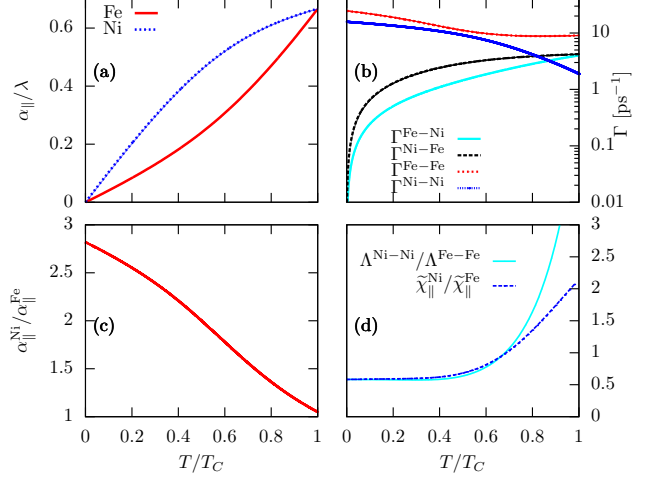 Fe
Ni
(a)
α∥/λ
0.6
0.4
0.2
0
(b)
Γ^Fe−Ni
Γ^Ni−Fe
Γ^Fe−Fe
Γ^Ni−Ni
10
1
0.1
0.01
Γ [ps⁻¹]
3
2.5
2
1.5
1
α∥^Ni/α∥^Fe
(c)
0 0.2 0.4 0.6 0.8 1
T/T_C
Λ^Ni−Ni/Λ^Fe−Fe
χ̃∥^Ni/χ̃∥^Fe
(d)
3
2.5
2
1.5
1
0.5
0
0 0.2 0.4 0.6 0.8 1
T/T_C